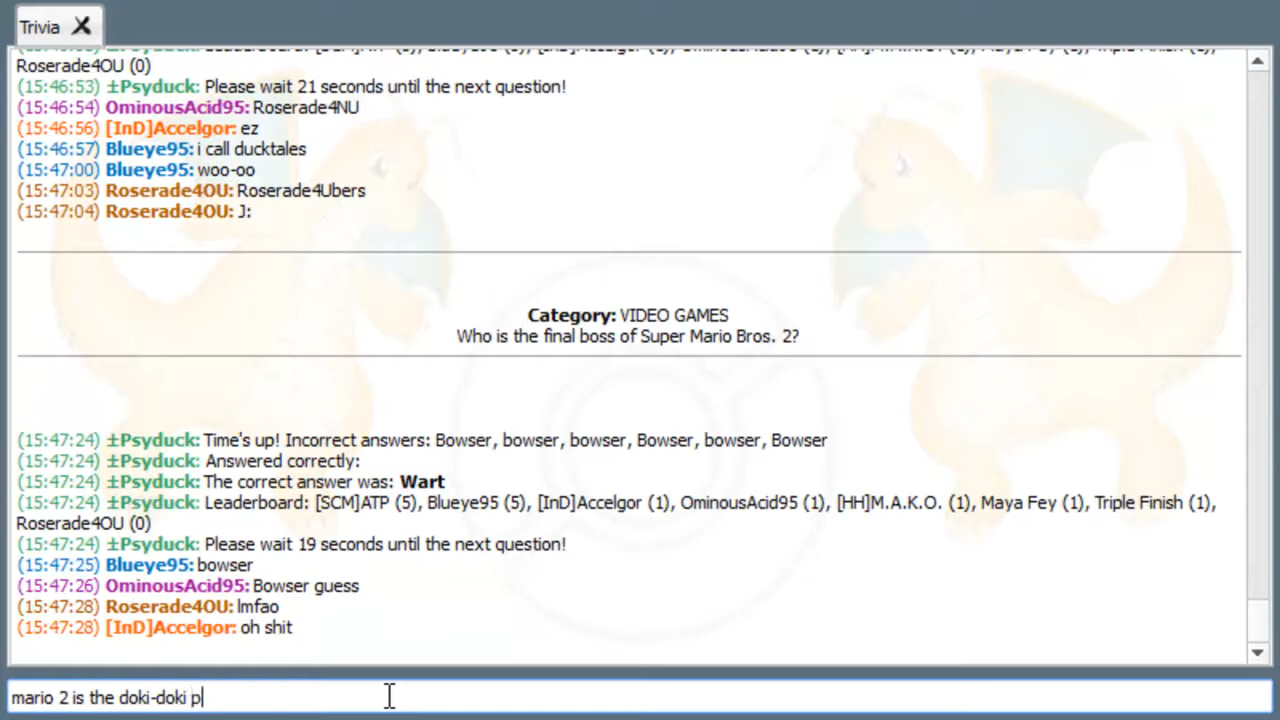 Trivia
Roserade4OU (0)
(15:46:53) ±Psyduck: Please wait 21 seconds until the next question!
(15:46:54) OminousAcid95: Roserade4NU
(15:46:56) [InD]Accelgor: ez
(15:46:57) Blueye95: i call ducktales
(15:47:00) Blueye95: woo-oo
(15:47:03) Roserade4OU: Roserade4Ubers
(15:47:04) Roserade4OU: J:
Category: VIDEO GAMES
Who is the final boss of Super Mario Bros. 2?
(15:47:24) ±Psyduck: Time's up! Incorrect answers: Bowser, bowser, bowser, Bowser, bowser, Bowser
(15:47:24) ±Psyduck: Answered correctly:
(15:47:24) ±Psyduck: The correct answer was: Wart
(15:47:24) ±Psyduck: Leaderboard: [SCM]ATP (5), Blueye95 (5), [InD]Accelgor (1), OminousAcid95 (1), [HH]M.A.K.O. (1), Maya Fey (1), Triple Finish (1),
Roserade4OU (0)
(15:47:24) ±Psyduck: Please wait 19 seconds until the next question!
(15:47:25) Blueye95: bowser
(15:47:26) OminousAcid95: Bowser guess
(15:47:28) Roserade4OU: lmfao
(15:47:28) [InD]Accelgor: oh shit
mario 2 is the doki-doki p